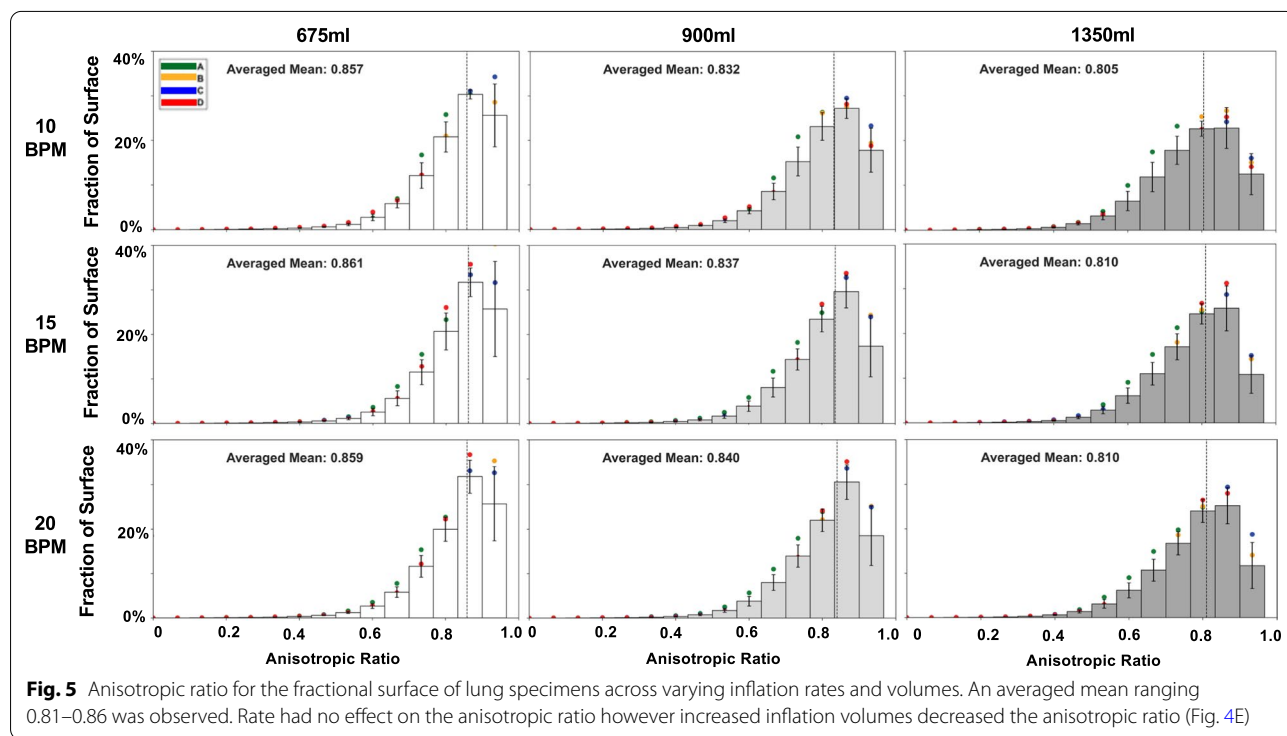 675ml 900ml 1350ml
10 BPM
Fraction of Surface
40%
20%
0%
A
B
C
D
Averaged Mean: 0.857
Averaged Mean: 0.832
Averaged Mean: 0.805
15 BPM
Fraction of Surface
40%
20%
0%
Averaged Mean: 0.861
Averaged Mean: 0.837
Averaged Mean: 0.810
20 BPM
Fraction of Surface
40%
20%
0%
Averaged Mean: 0.859
Averaged Mean: 0.840
Averaged Mean: 0.810
0 0.2 0.4 0.6 0.8 1.0
0 0.2 0.4 0.6 0.8 1.0
0 0.2 0.4 0.6 0.8 1.0
Anisotropic Ratio Anisotropic Ratio Anisotropic Ratio
Fig. 5 Anisotropic ratio for the fractional surface of lung specimens across varying inflation rates and volumes. An averaged mean ranging
0.81–0.86 was observed. Rate had no effect on the anisotropic ratio however increased inflation volumes decreased the anisotropic ratio (Fig. 4E)